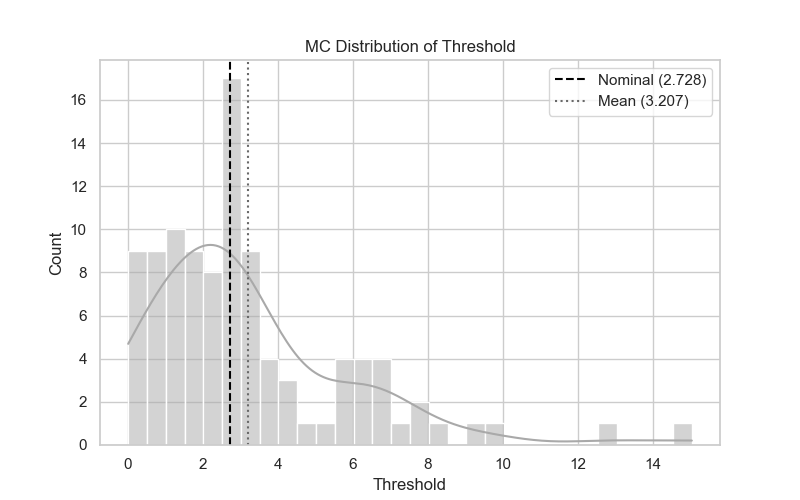 MC Distribution of Threshold
Nominal (2.728)
Mean (3.207)
Count
16
14
12
10
8
6
4
2
0
0 2 4 6 8 10 12 14
Threshold